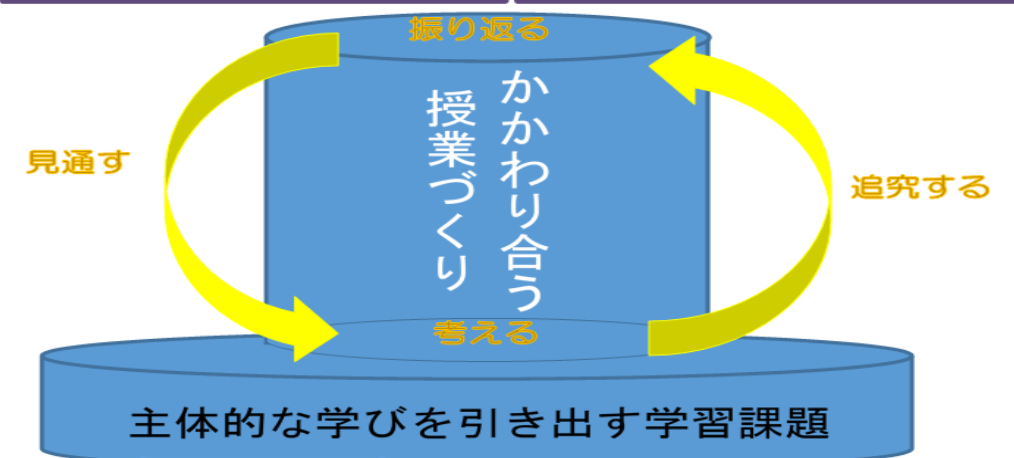 振り返る
かかわり合う
授業づくり
見通す
追究する
考える
主体的な学びを引き出す学習課題